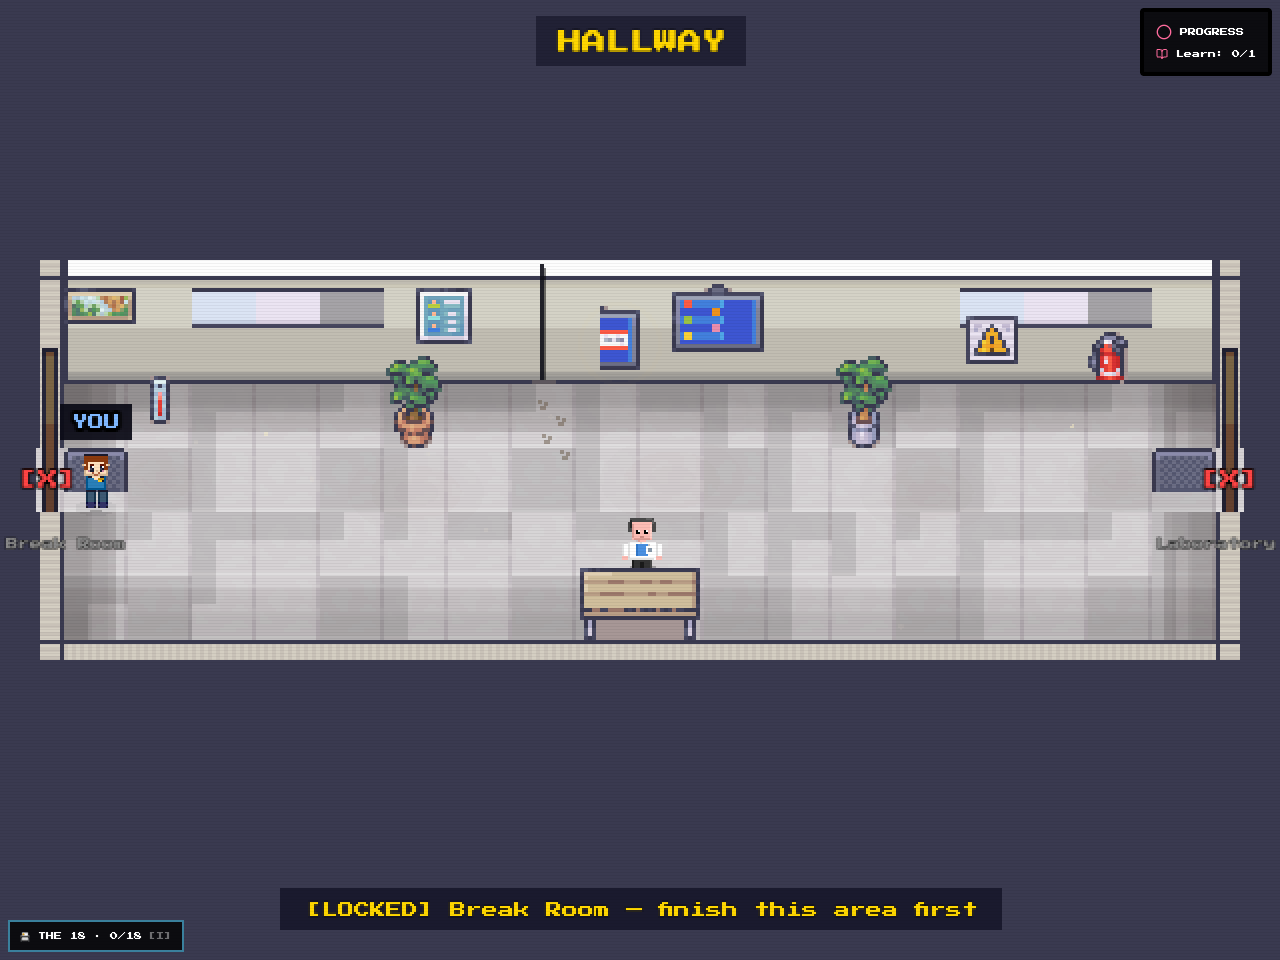 HALLWAY
PROGRESS
Learn: 0/1
YOU
[X]
[X]
Break Room
Laboratory
[LOCKED] Break Room — finish this area first
THE 18 · 0/18 [I]